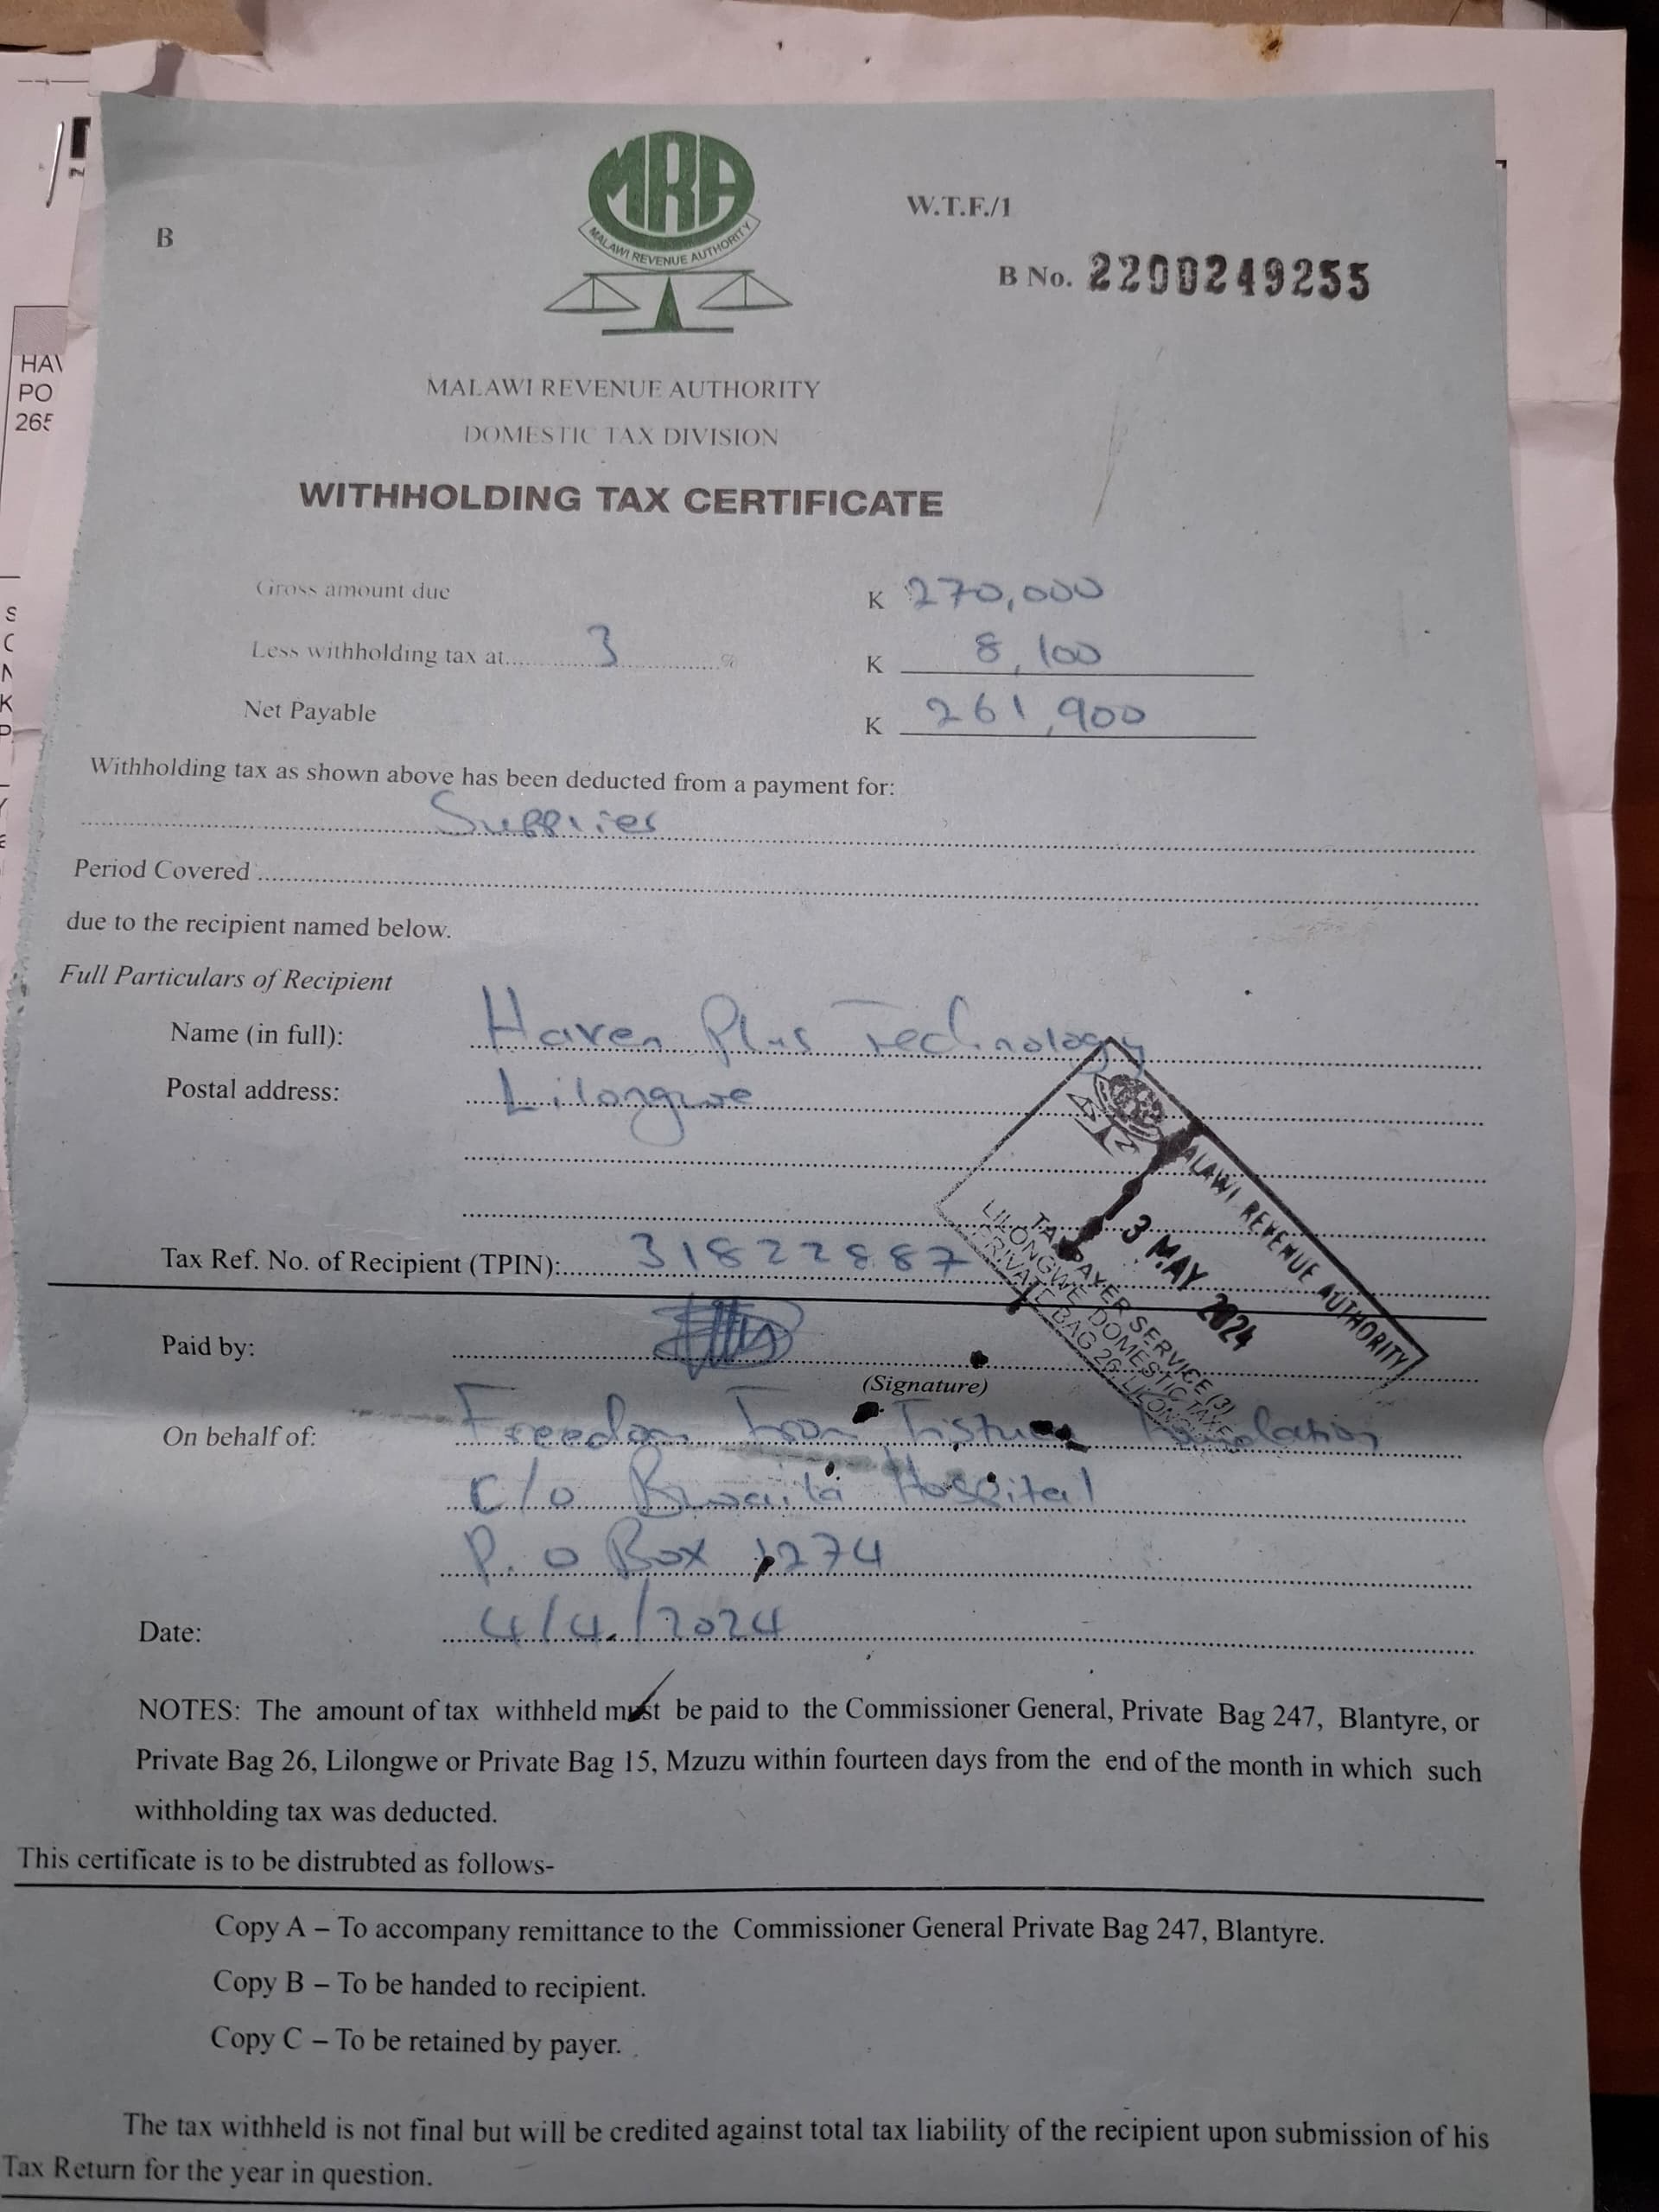 MRA
MALAWI REVENUE AUTHORITY
W.T.F./1
B
B No. 2200249255
MALAWI REVENUE AUTHORITY
DOMESTIC TAX DIVISION
WITHHOLDING TAX CERTIFICATE
Gross amount due K 270,000
Less withholding tax at 3 % K 8,100
Net Payable K 261,900
Withholding tax as shown above has been deducted from a payment for:
Supplies
Period Covered
due to the recipient named below.
Full Particulars of Recipient
Name (in full): Haven Plus Technology
Postal address: Lilongwe
Tax Ref. No. of Recipient (TPIN): 31822887
MALAWI REVENUE AUTHORITY
3 MAY 2024
TAXPAYER SERVICE (3)
LILONGWE DOMESTIC TAXES
PRIVATE BAG 26, LILONGWE
Paid by:
(Signature)
On behalf of: Freedom From Fistula Foundation
c/o Bwaila Hospital
P. O Box 1274
Date: 4/4/2024
NOTES: The amount of tax withheld must be paid to the Commissioner General, Private Bag 247, Blantyre, or
Private Bag 26, Lilongwe or Private Bag 15, Mzuzu within fourteen days from the end of the month in which such
withholding tax was deducted.
This certificate is to be distrubted as follows-
Copy A – To accompany remittance to the Commissioner General Private Bag 247, Blantyre.
Copy B – To be handed to recipient.
Copy C – To be retained by payer.
The tax withheld is not final but will be credited against total tax liability of the recipient upon submission of his
Tax Return for the year in question.
HAV
PO
265